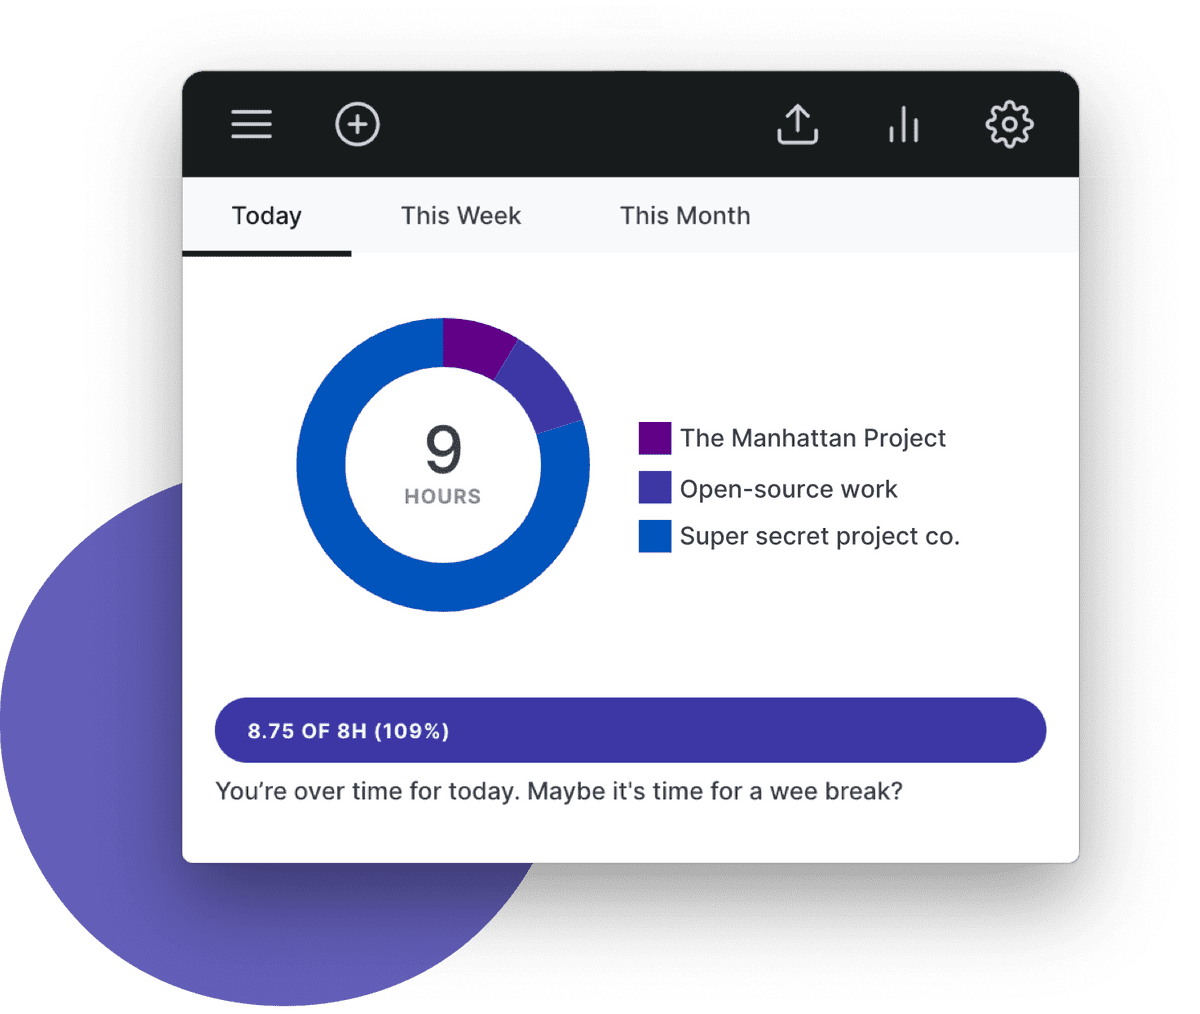 Today
This Week
This Month
9
HOURS
The Manhattan Project
Open-source work
Super secret project co.
8.75 OF 8H (109%)
You’re over time for today. Maybe it's time for a wee break?